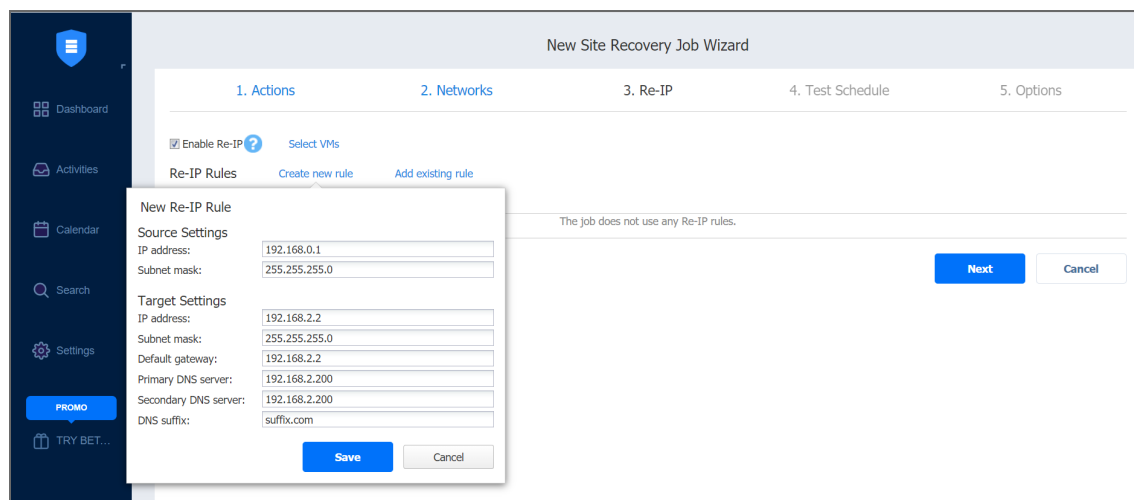 New Site Recovery Job Wizard
1. Actions 2. Networks 3. Re-IP 4. Test Schedule 5. Options
Dashboard
Enable Re-IP ? Select VMs
Activities
Re-IP Rules Create new rule Add existing rule
New Re-IP Rule
The job does not use any Re-IP rules.
Calendar
Source Settings
IP address: 192.168.0.1
Subnet mask: 255.255.255.0
Next Cancel
Search
Target Settings
IP address: 192.168.2.2
Subnet mask: 255.255.255.0
Settings
Default gateway: 192.168.2.2
Primary DNS server: 192.168.2.200
Secondary DNS server: 192.168.2.200
PROMO
DNS suffix: suffix.com
TRY BET...
Save Cancel